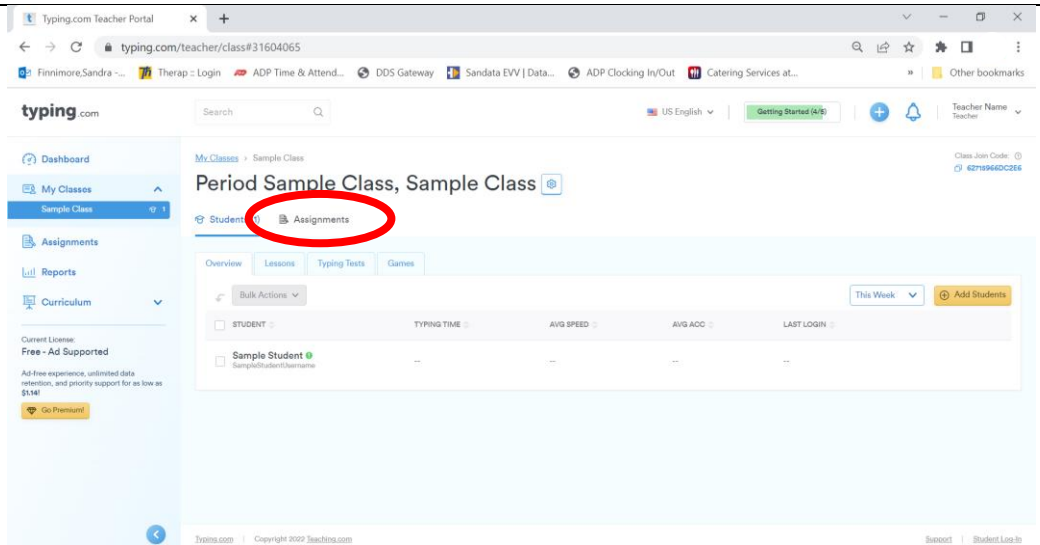 Typing.com Teacher Portal
typing.com/teacher/class#31604065
Finnimore,Sandra -... Therap :: Login ADP Time & Attend... DDS Gateway Sandata EVV | Data... ADP Clocking In/Out Catering Services at... » Other bookmarks
typing.com Search US English Getting Started (4/5) Teacher Name
Teacher
Dashboard
My Classes
Sample Class 1
Assignments
Reports
Curriculum
Current License:
Free - Ad Supported
Ad-free experience, unlimited data
retention, and priority support for as low as
$1.14!
Go Premium!
My Classes › Sample Class
Class Join Code:
62715966DC2E6
Period Sample Class, Sample Class
Student 1) Assignments
Overview Lessons Typing Tests Games
Bulk Actions This Week Add Students
STUDENT TYPING TIME AVG SPEED AVG ACC LAST LOGIN
Sample Student -- -- -- --
SampleStudentUsername
Typing.com | Copyright 2022 Teaching.com Support | Student Log-In